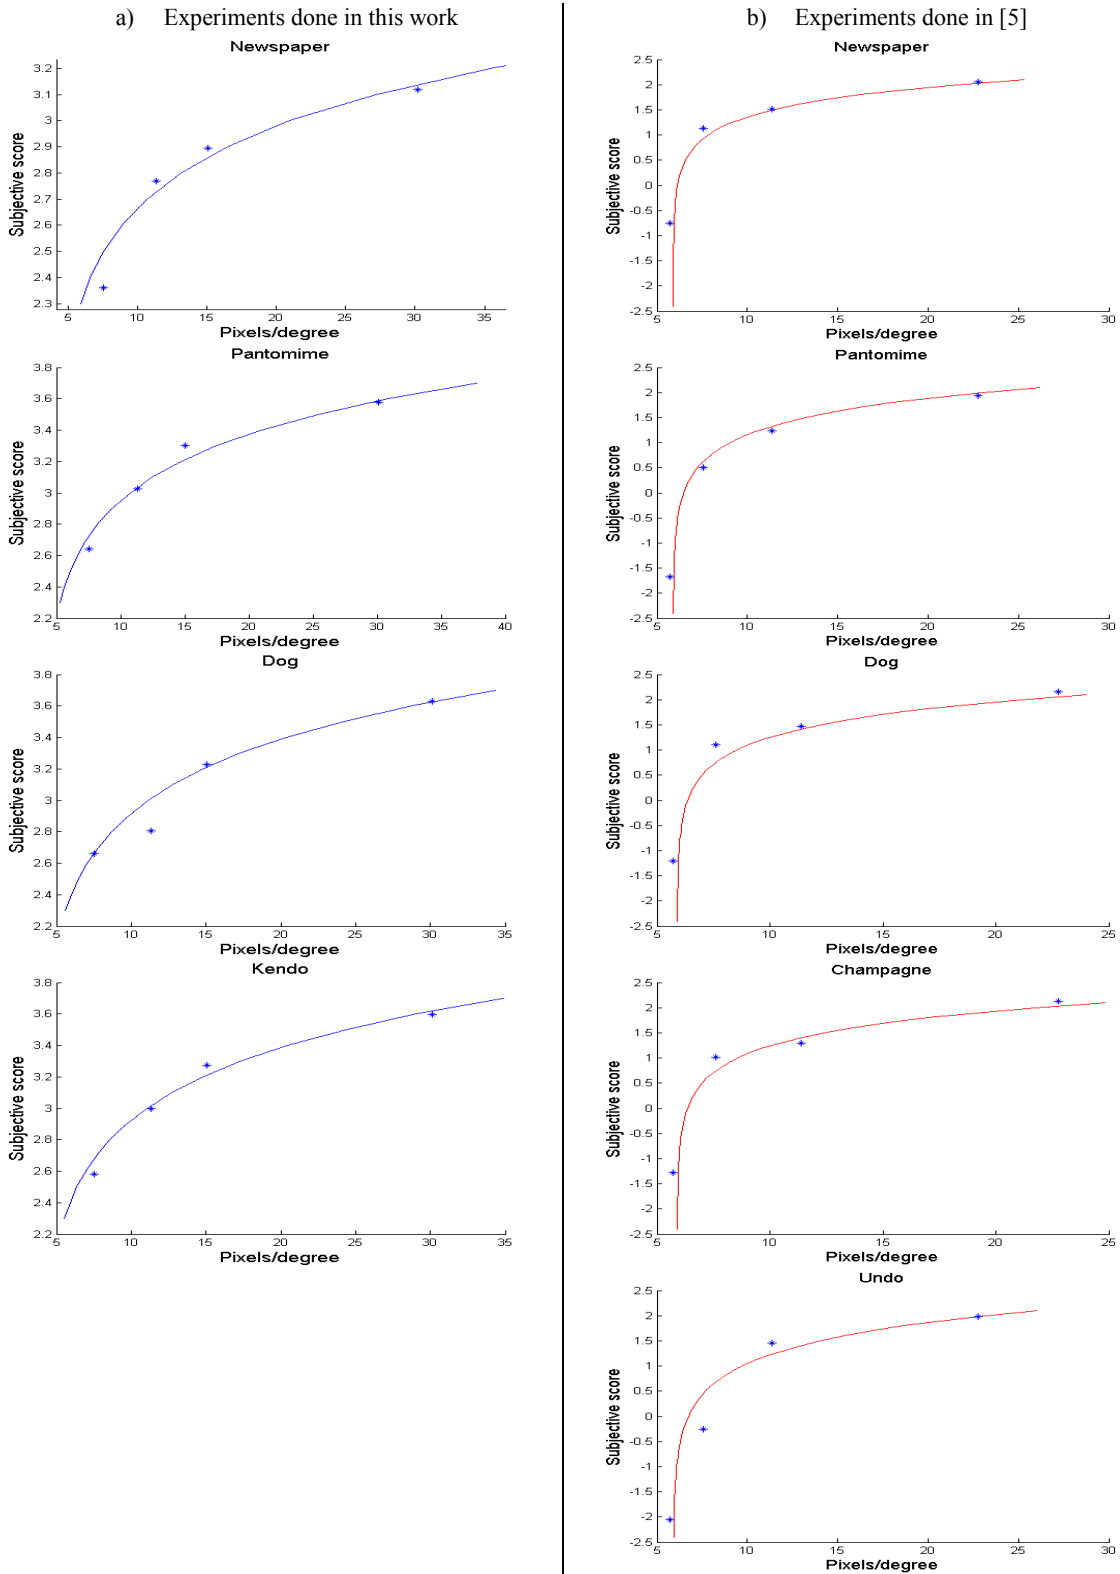 a) Experiments done in this work
Newspaper
3.2
3.1
3
2.9
2.8
2.7
2.6
2.5
2.4
2.3
Subjective score
5 10 15 20 25 30 35
Pixels/degree
Pantomime
3.8
3.6
3.4
3.2
3
2.8
2.6
2.4
2.2
Subjective score
5 10 15 20 25 30 35 40
Pixels/degree
Dog
3.8
3.6
3.4
3.2
3
2.8
2.6
2.4
2.2
Subjective score
5 10 15 20 25 30 35
Pixels/degree
Kendo
3.8
3.6
3.4
3.2
3
2.8
2.6
2.4
2.2
Subjective score
5 10 15 20 25 30 35
Pixels/degree
b) Experiments done in [5]
Newspaper
2.5
2
1.5
1
0.5
0
-0.5
-1
-1.5
-2
-2.5
Subjective score
5 10 15 20 25 30
Pixels/degree
Pantomime
2.5
2
1.5
1
0.5
0
-0.5
-1
-1.5
-2
-2.5
Subjective score
5 10 15 20 25 30
Pixels/degree
Dog
2.5
2
1.5
1
0.5
0
-0.5
-1
-1.5
-2
-2.5
Subjective score
5 10 15 20 25
Pixels/degree
Champagne
2.5
2
1.5
1
0.5
0
-0.5
-1
-1.5
-2
-2.5
Subjective score
5 10 15 20 25
Pixels/degree
Undo
2.5
2
1.5
1
0.5
0
-0.5
-1
-1.5
-2
-2.5
Subjective score
5 10 15 20 25 30
Pixels/degree